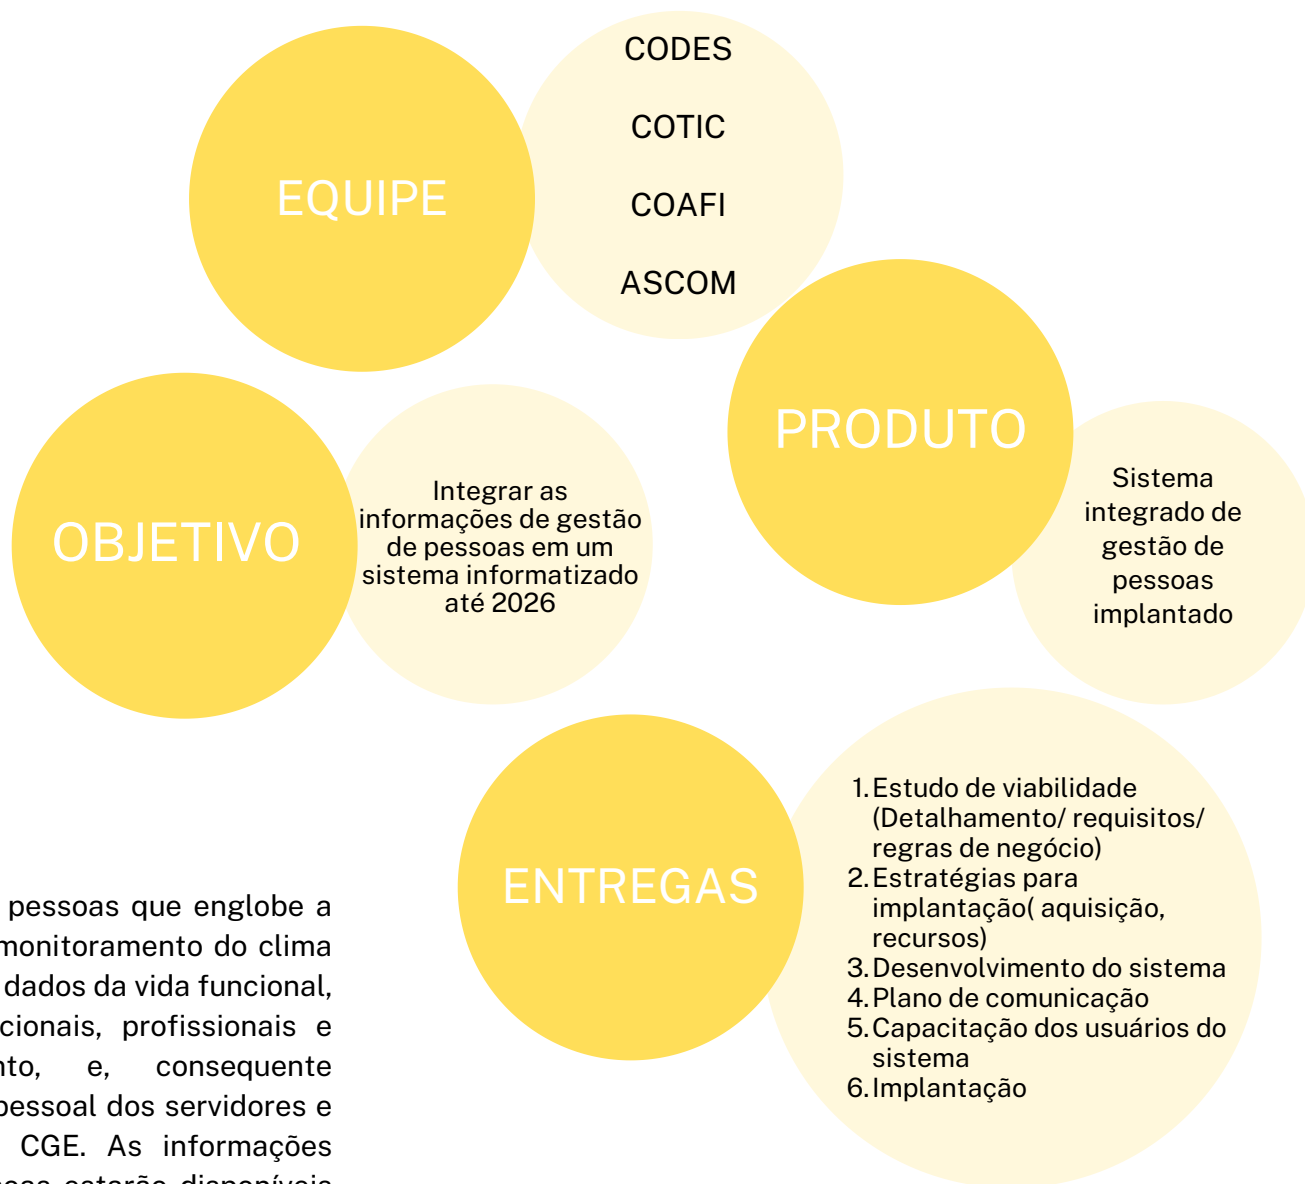 EQUIPE
CODES
COTIC
COAFI
ASCOM
OBJETIVO
Integrar as
informações de gestão
de pessoas em um
sistema informatizado
até 2026
PRODUTO
Sistema
integrado de
gestão de
pessoas
implantado
ENTREGAS
1.Estudo de viabilidade
(Detalhamento/ requisitos/
regras de negócio)
2.Estratégias para
implantação( aquisição,
recursos)
3.Desenvolvimento do sistema
4.Plano de comunicação
5.Capacitação dos usuários do
sistema
6.Implantação
pessoas que englobe a
monitoramento do clima
dados da vida funcional,
cionais, profissionais e
nto, e, consequente
pessoal dos servidores e
CGE. As informações
estarão disponíveis